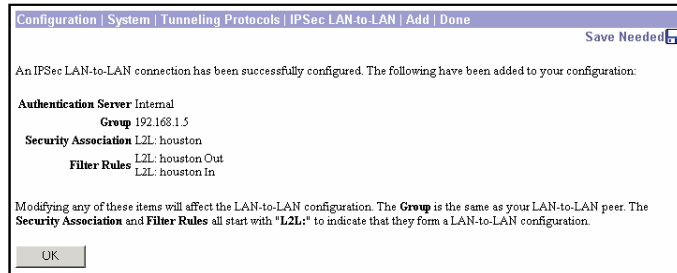 Configuration | System | Tunneling Protocols | IPSec LAN-to-LAN | Add | Done
Save Needed
An IPSec LAN-to-LAN connection has been successfully configured. The following have been added to your configuration:
Authentication Server Internal
Group 192.168.1.5
Security Association L2L: houston
Filter Rules L2L: houston Out
L2L: houston In
Modifying any of these items will affect the LAN-to-LAN configuration. The Group is the same as your LAN-to-LAN peer. The
Security Association and Filter Rules all start with "L2L:" to indicate that they form a LAN-to-LAN configuration.
OK